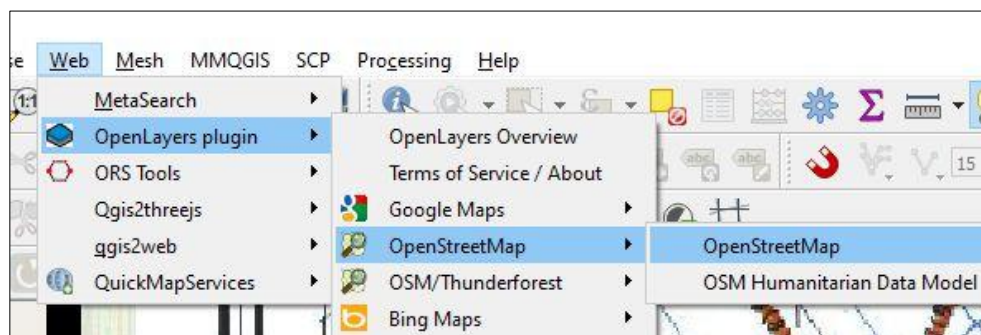 se Web Mesh MMQGIS SCP Processing Help
1:1
MetaSearch
OpenLayers plugin
OpenLayers Overview
abc abc
15
ORS Tools
Terms of Service / About
Qgis2threejs
Google Maps
qgis2web
OpenStreetMap
OpenStreetMap
QuickMapServices
OSM/Thunderforest
OSM Humanitarian Data Model
Bing Maps